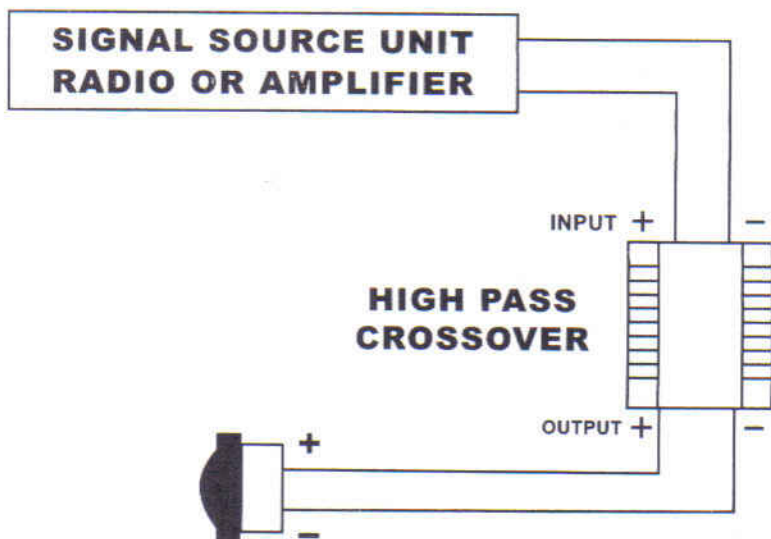 SIGNAL SOURCE UNIT
RADIO OR AMPLIFIER
INPUT + -
HIGH PASS
CROSSOVER
OUTPUT + -
+
-